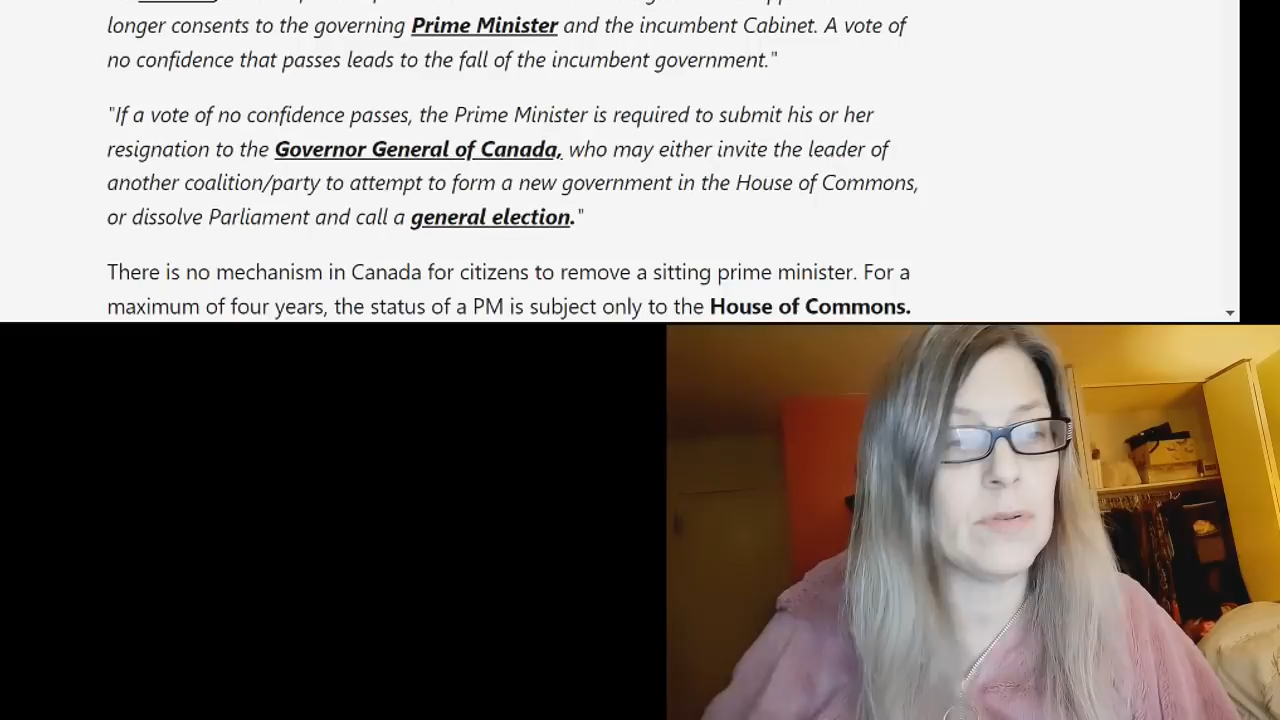 longer consents to the governing Prime Minister and the incumbent Cabinet. A vote of
no confidence that passes leads to the fall of the incumbent government."
"If a vote of no confidence passes, the Prime Minister is required to submit his or her
resignation to the Governor General of Canada, who may either invite the leader of
another coalition/party to attempt to form a new government in the House of Commons,
or dissolve Parliament and call a general election."
There is no mechanism in Canada for citizens to remove a sitting prime minister. For a
maximum of four years, the status of a PM is subject only to the House of Commons.